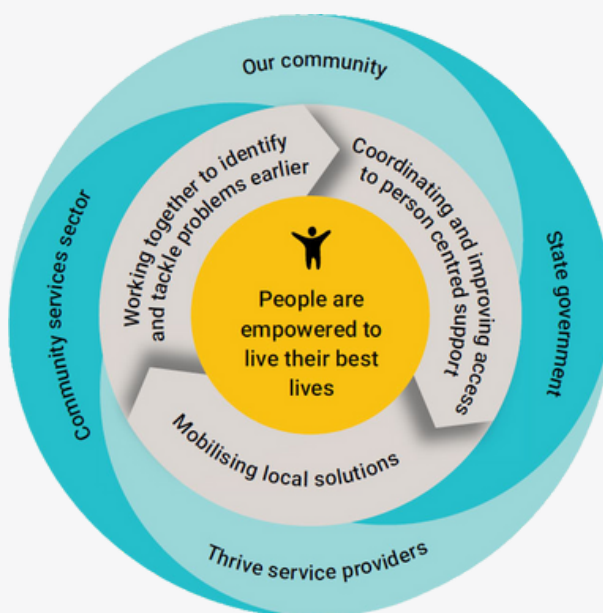 Our community
State government
Thrive service providers
Community services sector
Working together to identify
and tackle problems earlier
Coordinating and improving access
to person centred support
Mobilising local solutions
People are
empowered to
live their best
lives